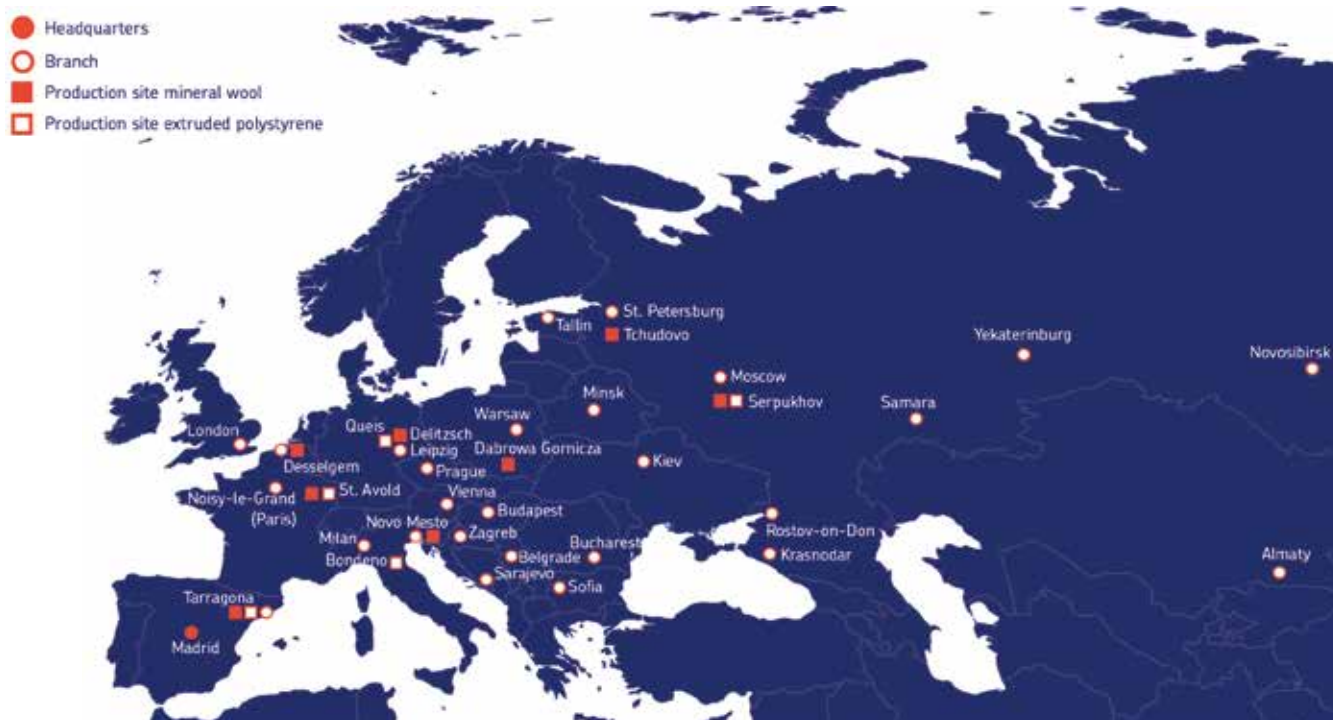 Headquarters
Branch
Production site mineral wool
Production site extruded polystyrene
St. Petersburg
Tallin
Tchudovo
Yekaterinburg
Novosibirsk
Moscow
Minsk
Serpukhov
Samara
Warsaw
Queis
London
Delitzsch
Leipzig
Dabrowa Gornicza
Kiev
Desselgem
Prague
Noisy-le-Grand
(Paris)
St. Avold
Vienna
Budapest
Novo Mesto
Rostov-on-Don
Milan
Zagreb
Bucharest
Krasnodar
Almaty
Bondeno
Belgrade
Sarajevo
Sofia
Tarragona
Madrid